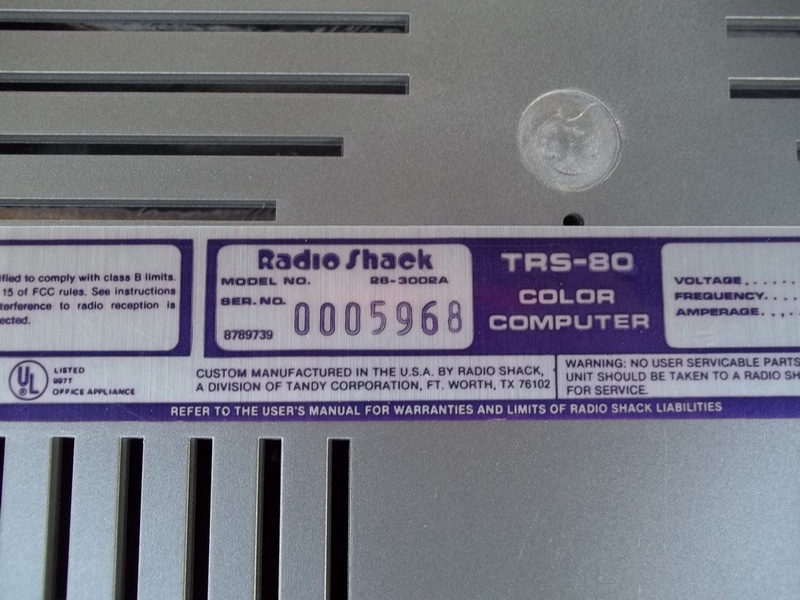 ified to comply with class B limits.
15 of FCC rules. See instructions
terference to radio reception is
ected.
UL
LISTED
997T
OFFICE APPLIANCE
Radio Shack
MODEL NO. 26-3002A
SER. NO. 0005968
8789739
TRS-80
COLOR
COMPUTER
VOLTAGE.....
FREQUENCY....
AMPERAGE....
CUSTOM MANUFACTURED IN THE U.S.A. BY RADIO SHACK,
A DIVISION OF TANDY CORPORATION, FT. WORTH, TX 76102
WARNING: NO USER SERVICABLE PARTS
UNIT SHOULD BE TAKEN TO A RADIO SH
FOR SERVICE.
REFER TO THE USER'S MANUAL FOR WARRANTIES AND LIMITS OF RADIO SHACK LIABILITIES